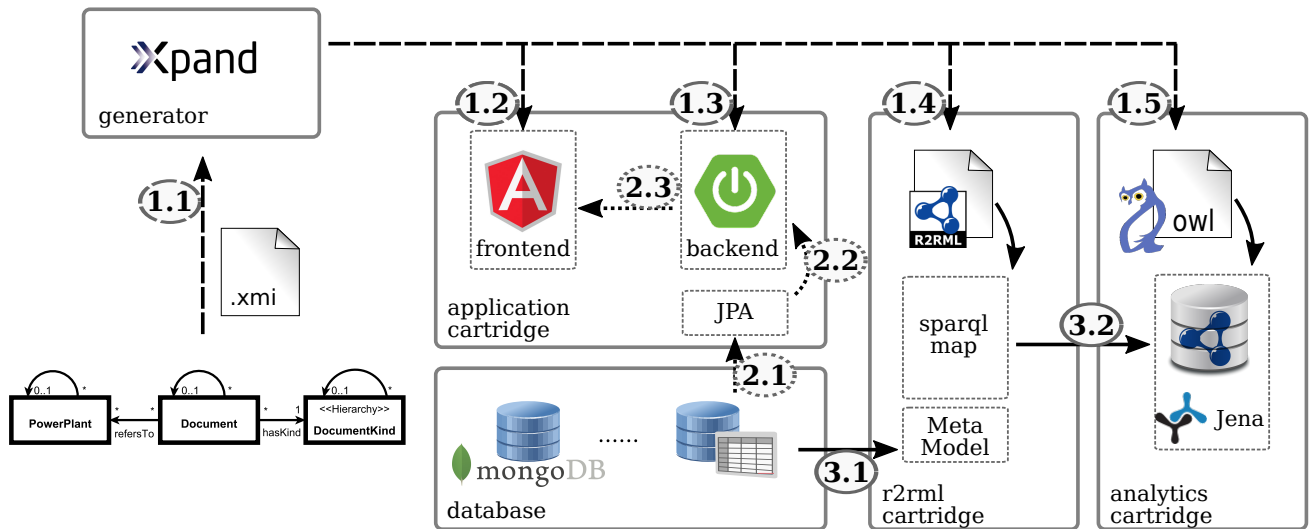 Xpand
generator
1.1
.xmi
0..1
*
PowerPlant
*
refersTo
*
0..1
*
Document
*
hasKind
1
0..1
*
<<Hierarchy>>
DocumentKind
1.2
1.3
1.4
1.5
A
frontend
2.3
backend
2.2
application
cartridge
JPA
2.1
mongoDB
......
database
3.1
R2RML
sparql
map
Meta
Model
r2rml
cartridge
3.2
owl
Jena
analytics
cartridge